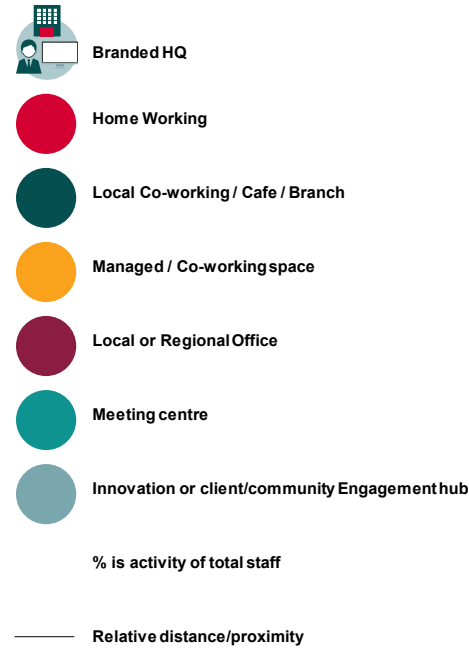 Branded HQ
Home Working
Local Co-working / Cafe / Branch
Managed / Co-working space
Local or Regional Office
Meeting centre
Innovation or client/community Engagement hub
% is activity of total staff
Relative distance/proximity